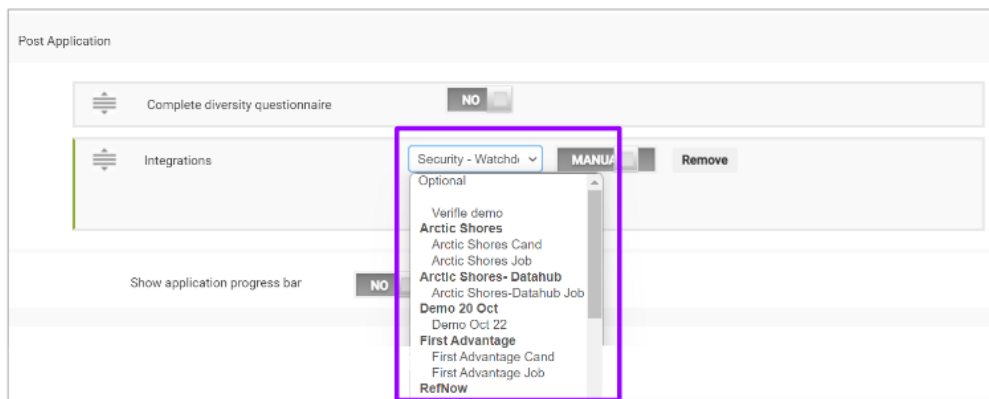 Post Application
Complete diversity questionnaire
NO
Integrations
Security - Watchd
MANUA
Remove
Optional
Verifle demo
Arctic Shores
Arctic Shores Cand
Arctic Shores Job
Arctic Shores- Datahub
Arctic Shores-Datahub Job
Show application progress bar
NO
Demo 20 Oct
Demo Oct 22
First Advantage
First Advantage Cand
First Advantage Job
RefNow